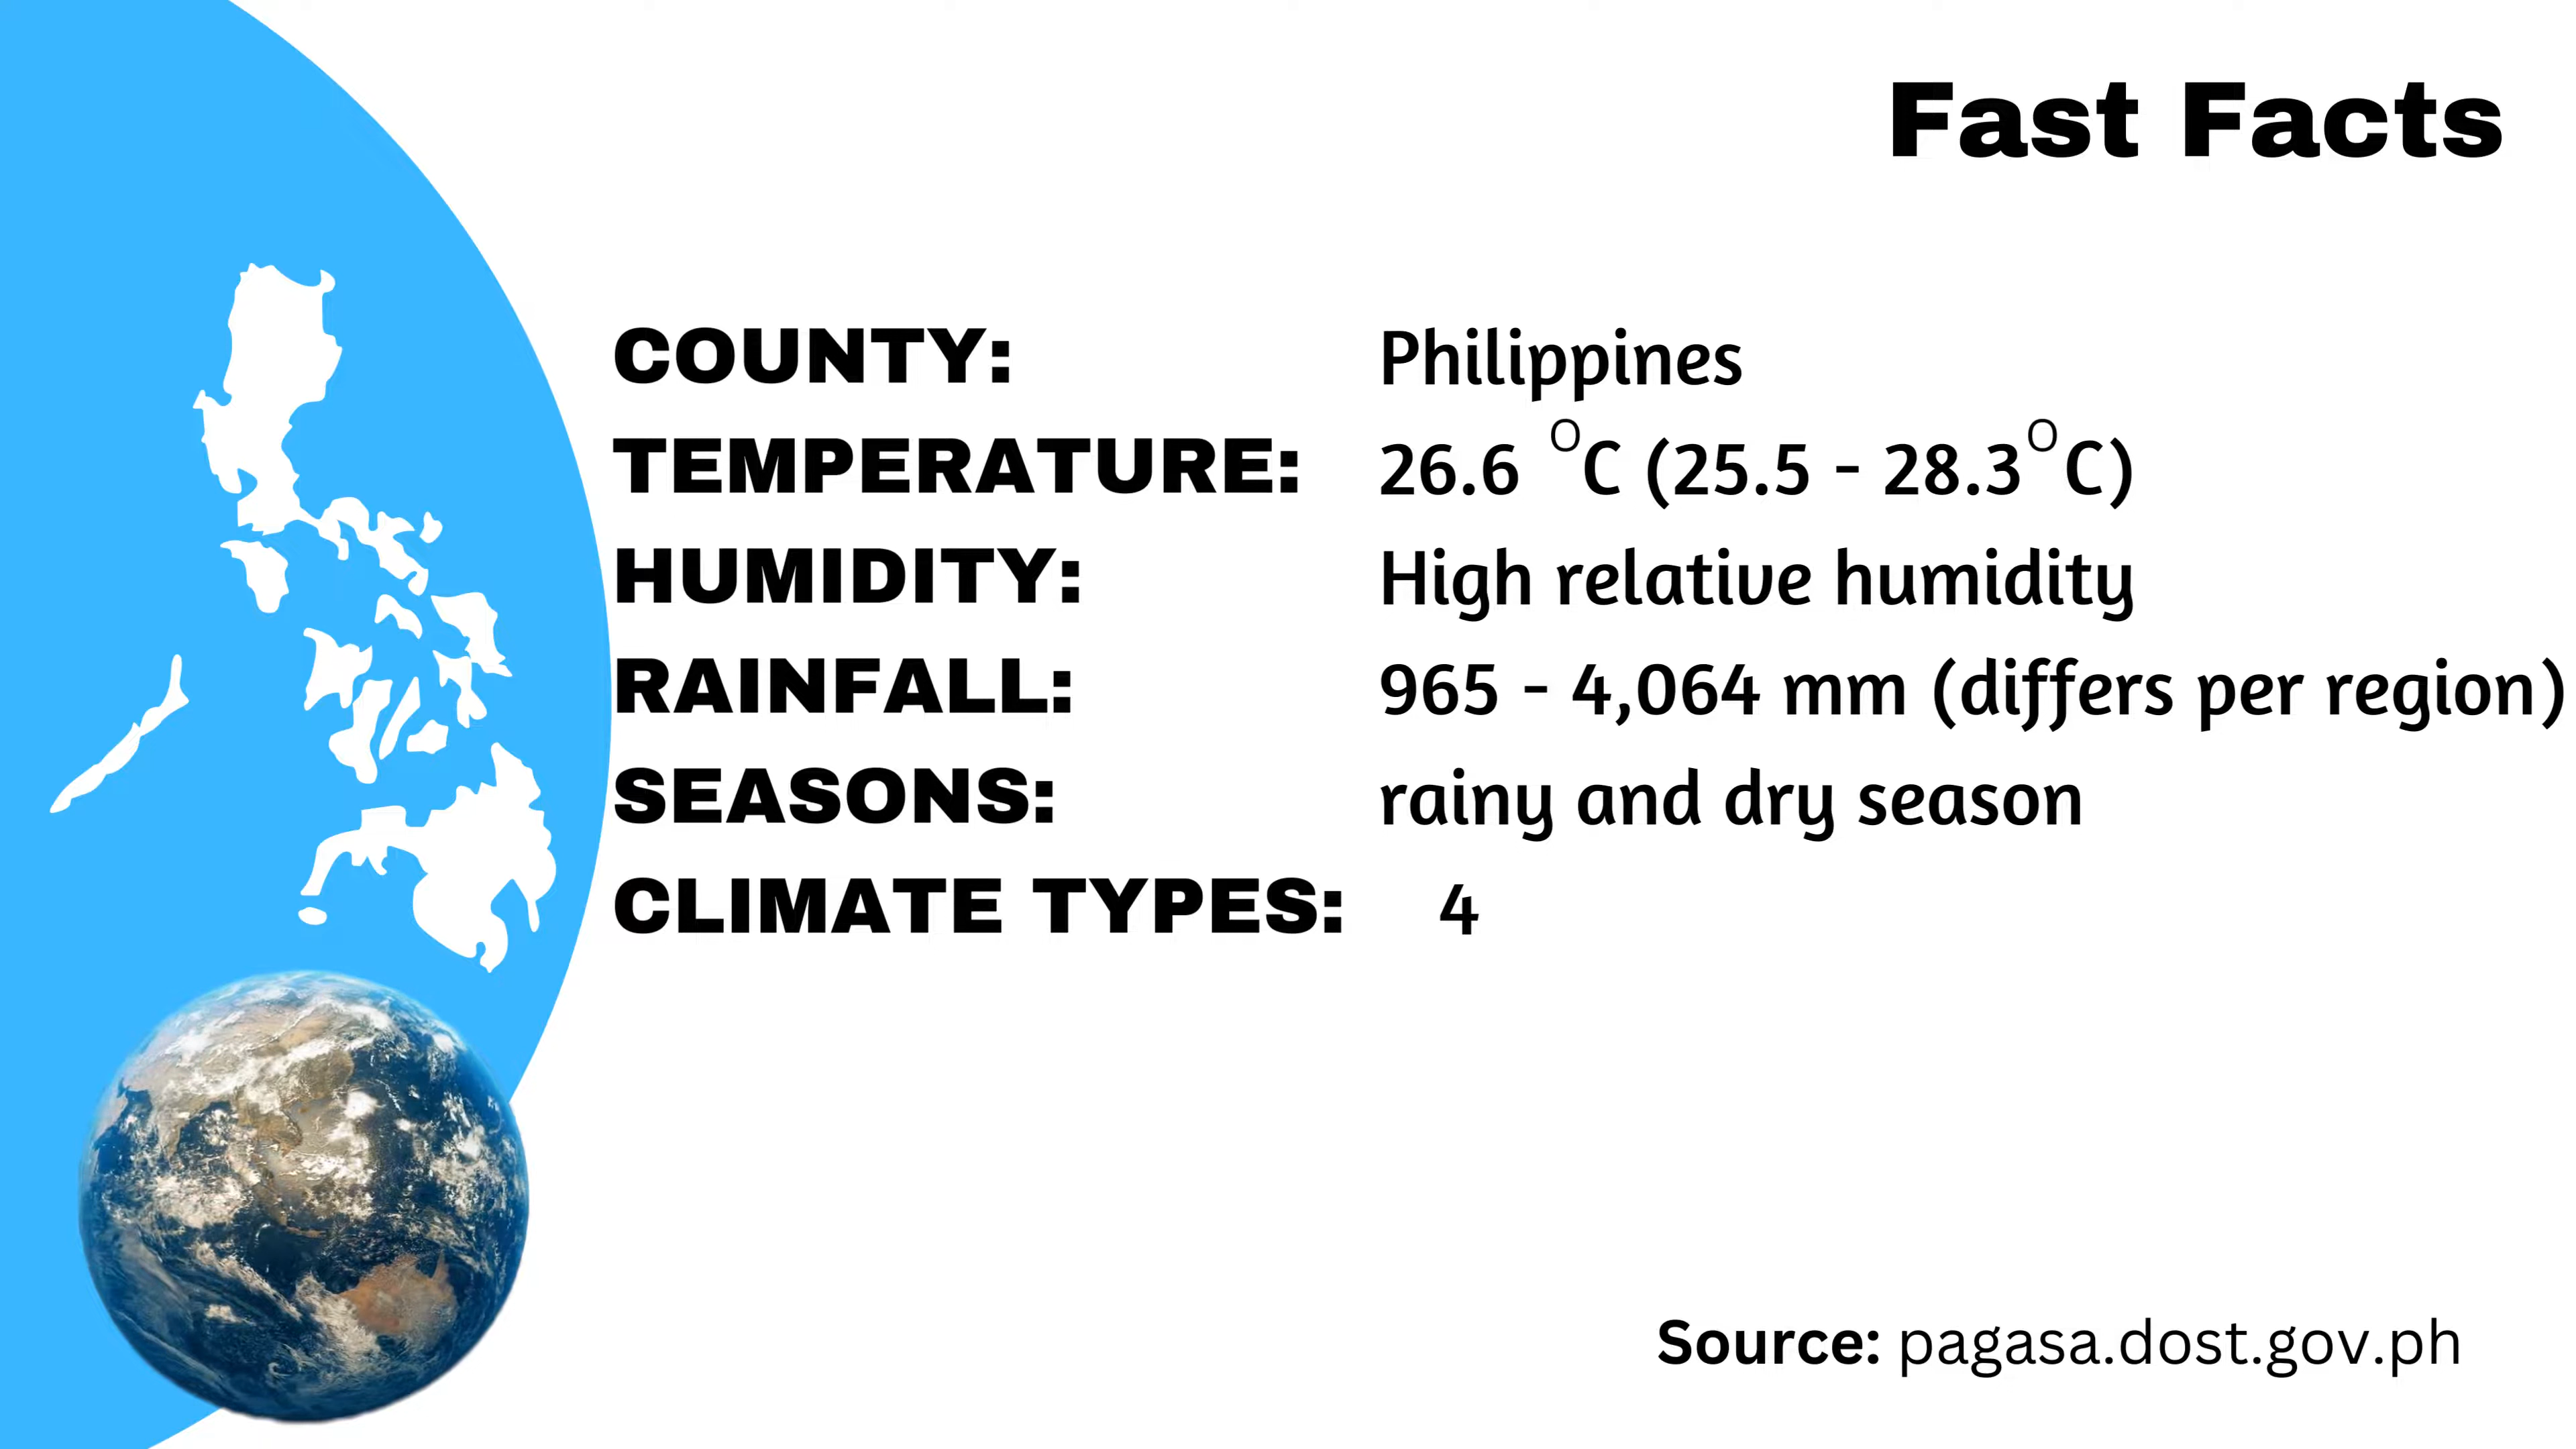 Fast Facts
COUNTY: Philippines
TEMPERATURE: 26.6 °C (25.5 - 28.3°C)
HUMIDITY: High relative humidity
RAINFALL: 965 - 4,064 mm (differs per region)
SEASONS: rainy and dry season
CLIMATE TYPES: 4
Source: pagasa.dost.gov.ph